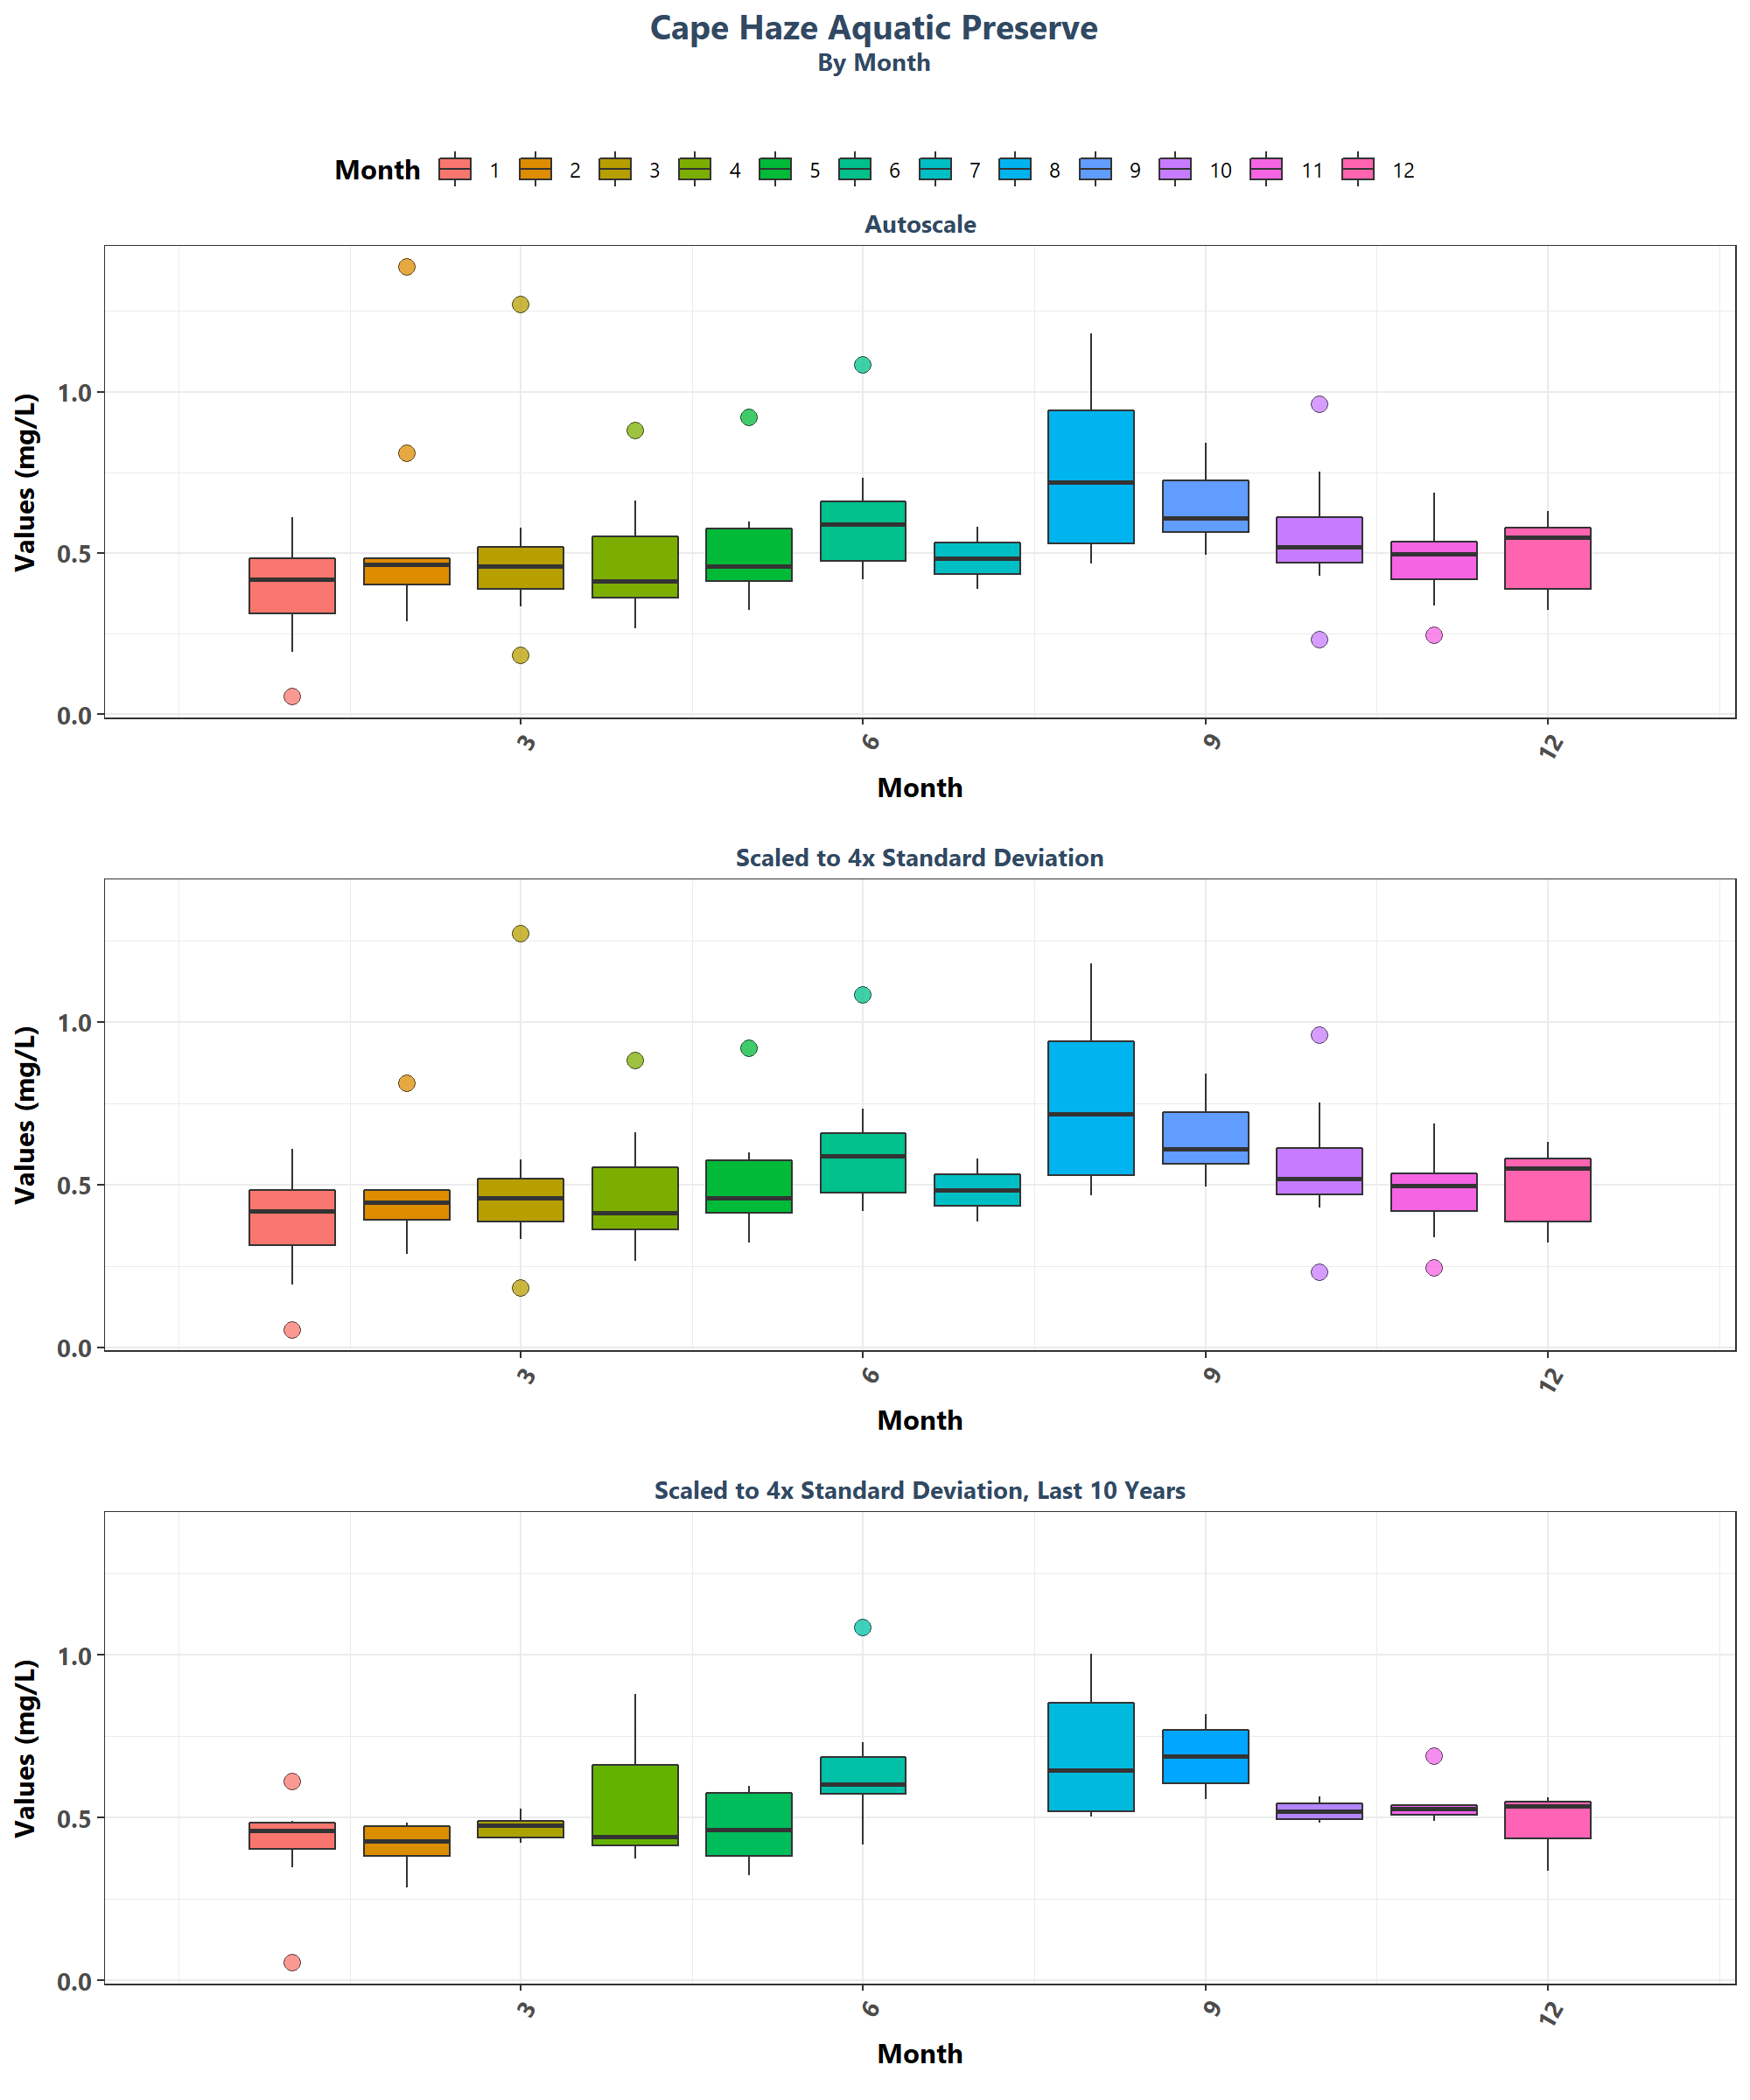 Cape Haze Aquatic Preserve
By Month
Month 1 2 3 4 5 6 7 8 9 10 11 12
Autoscale
Values (mg/L)
1.0
0.5
0.0
3 6 9 12
Month
Scaled to 4x Standard Deviation
Values (mg/L)
1.0
0.5
0.0
3 6 9 12
Month
Scaled to 4x Standard Deviation, Last 10 Years
Values (mg/L)
1.0
0.5
0.0
3 6 9 12
Month